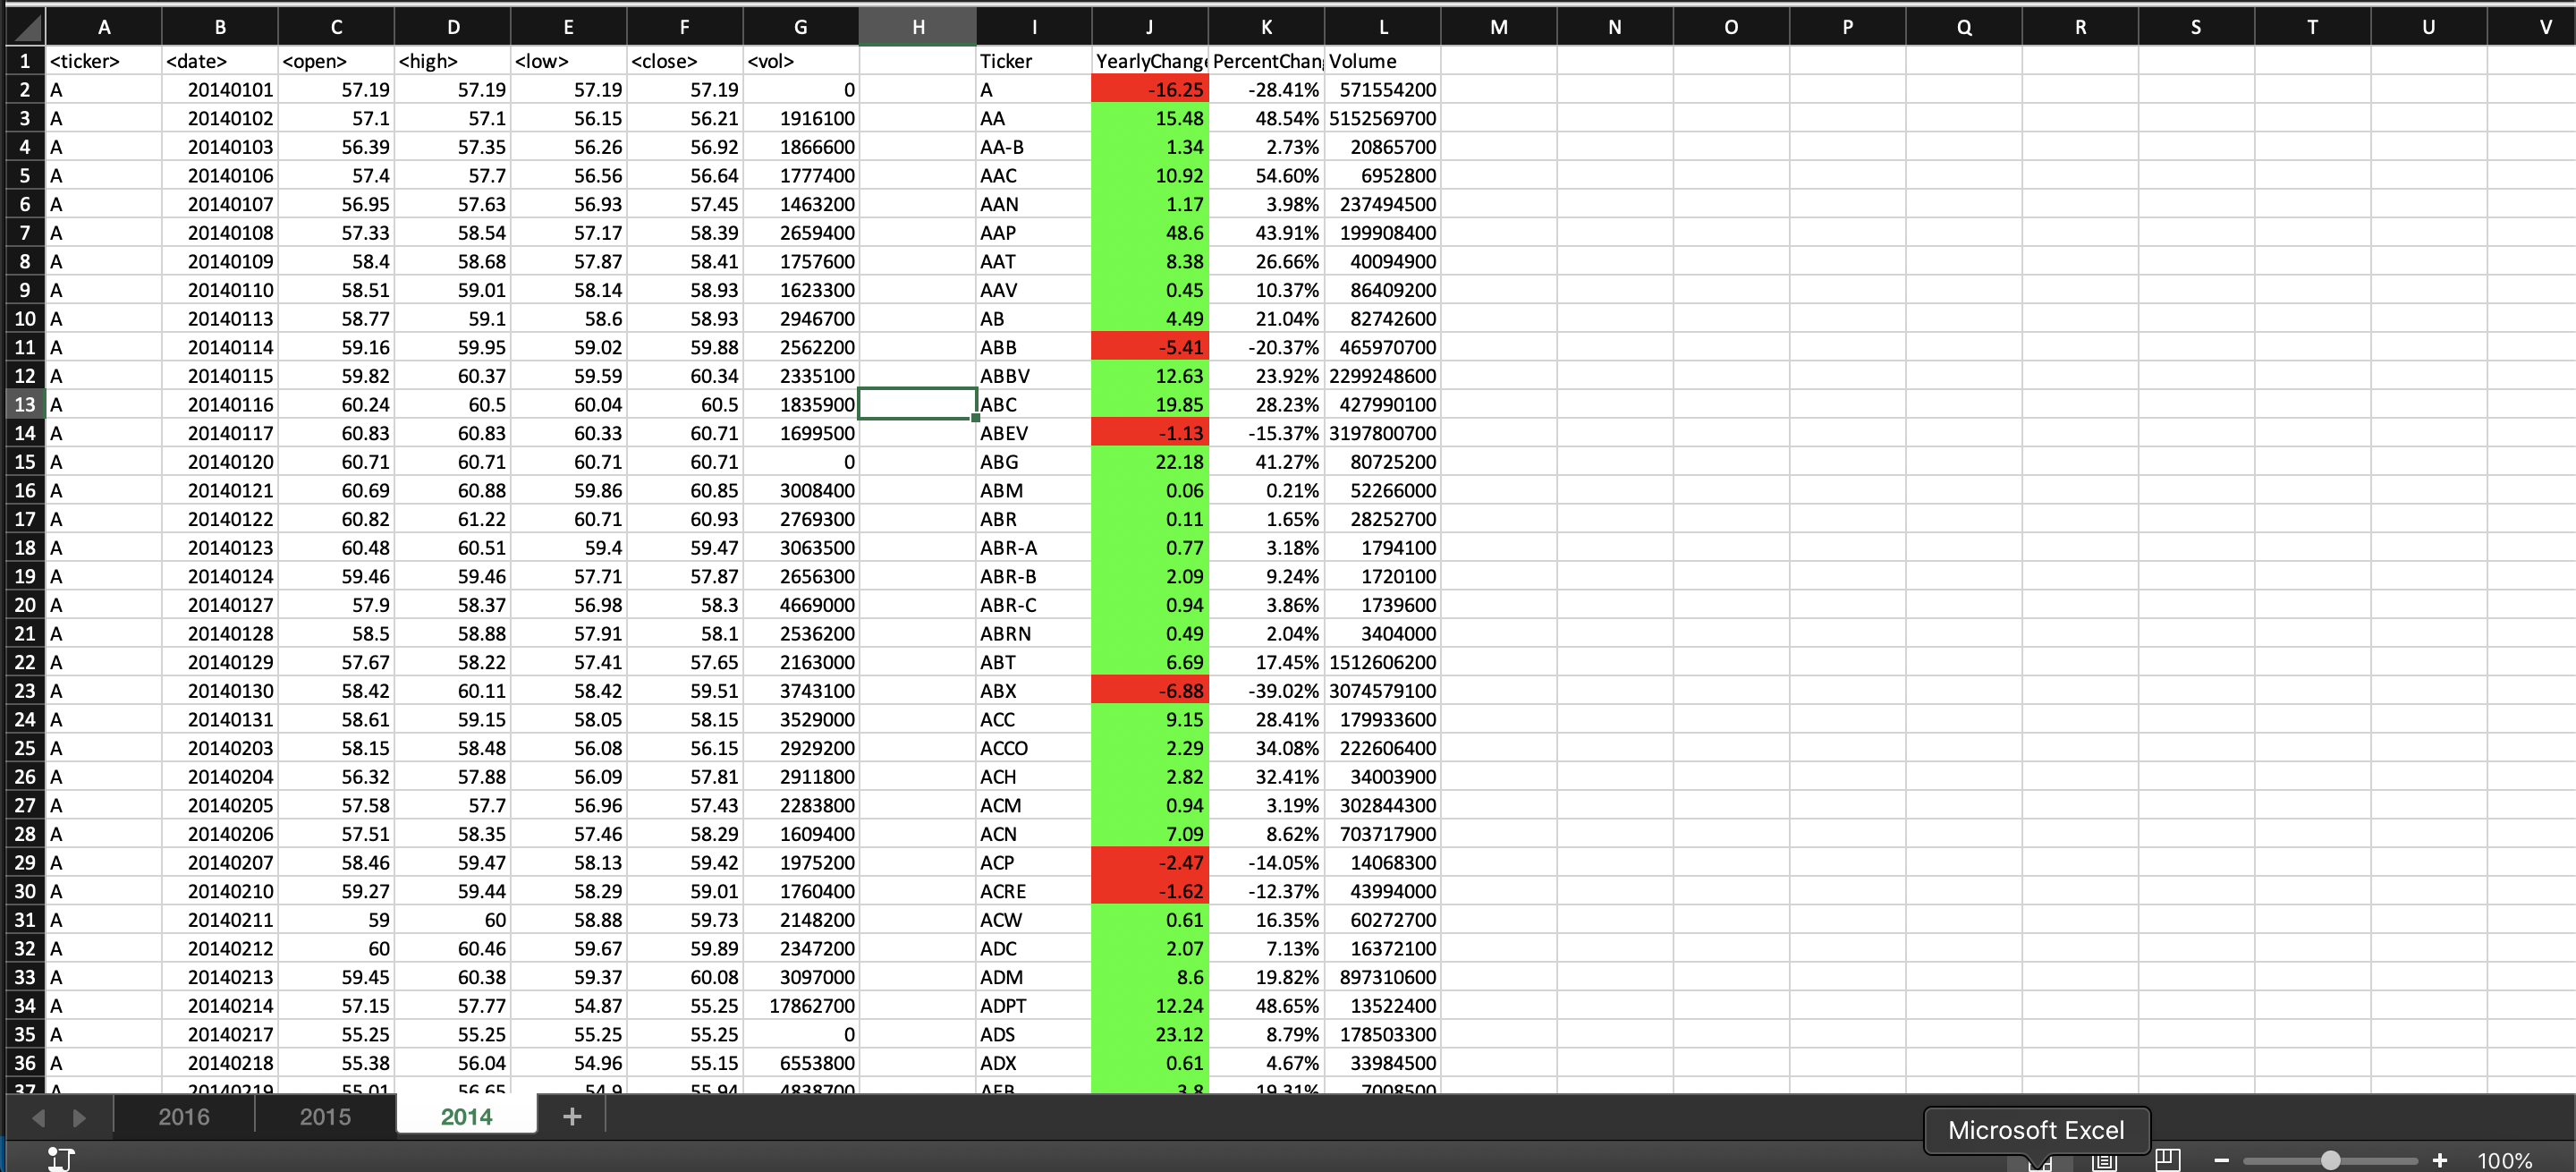 A B C D E F G H I J K L M N O P Q R S T U V
1 <ticker> <date> <open> <high> <low> <close> <vol> Ticker YearlyChange PercentChan Volume
2 A 20140101 57.19 57.19 57.19 57.19 0 A -16.25 -28.41% 571554200
3 A 20140102 57.1 57.1 56.15 56.21 1916100 AA 15.48 48.54% 5152569700
4 A 20140103 56.39 57.35 56.26 56.92 1866600 AA-B 1.34 2.73% 20865700
5 A 20140106 57.4 57.7 56.56 56.64 1777400 AAC 10.92 54.60% 6952800
6 A 20140107 56.95 57.63 56.93 57.45 1463200 AAN 1.17 3.98% 237494500
7 A 20140108 57.33 58.54 57.17 58.39 2659400 AAP 48.6 43.91% 199908400
8 A 20140109 58.4 58.68 57.87 58.41 1757600 AAT 8.38 26.66% 40094900
9 A 20140110 58.51 59.01 58.14 58.93 1623300 AAV 0.45 10.37% 86409200
10 A 20140113 58.77 59.1 58.6 58.93 2946700 AB 4.49 21.04% 82742600
11 A 20140114 59.16 59.95 59.02 59.88 2562200 ABB -5.41 -20.37% 465970700
12 A 20140115 59.82 60.37 59.59 60.34 2335100 ABBV 12.63 23.92% 2299248600
13 A 20140116 60.24 60.5 60.04 60.5 1835900 ABC 19.85 28.23% 427990100
14 A 20140117 60.83 60.83 60.33 60.71 1699500 ABEV -1.13 -15.37% 3197800700
15 A 20140120 60.71 60.71 60.71 60.71 0 ABG 22.18 41.27% 80725200
16 A 20140121 60.69 60.88 59.86 60.85 3008400 ABM 0.06 0.21% 52266000
17 A 20140122 60.82 61.22 60.71 60.93 2769300 ABR 0.11 1.65% 28252700
18 A 20140123 60.48 60.51 59.4 59.47 3063500 ABR-A 0.77 3.18% 1794100
19 A 20140124 59.46 59.46 57.71 57.87 2656300 ABR-B 2.09 9.24% 1720100
20 A 20140127 57.9 58.37 56.98 58.3 4669000 ABR-C 0.94 3.86% 1739600
21 A 20140128 58.5 58.88 57.91 58.1 2536200 ABRN 0.49 2.04% 3404000
22 A 20140129 57.67 58.22 57.41 57.65 2163000 ABT 6.69 17.45% 1512606200
23 A 20140130 58.42 60.11 58.42 59.51 3743100 ABX -6.88 -39.02% 3074579100
24 A 20140131 58.61 59.15 58.05 58.15 3529000 ACC 9.15 28.41% 179933600
25 A 20140203 58.15 58.48 56.08 56.15 2929200 ACCO 2.29 34.08% 222606400
26 A 20140204 56.32 57.88 56.09 57.81 2911800 ACH 2.82 32.41% 34003900
27 A 20140205 57.58 57.7 56.96 57.43 2283800 ACM 0.94 3.19% 302844300
28 A 20140206 57.51 58.35 57.46 58.29 1609400 ACN 7.09 8.62% 703717900
29 A 20140207 58.46 59.47 58.13 59.42 1975200 ACP -2.47 -14.05% 14068300
30 A 20140210 59.27 59.44 58.29 59.01 1760400 ACRE -1.62 -12.37% 43994000
31 A 20140211 59 60 58.88 59.73 2148200 ACW 0.61 16.35% 60272700
32 A 20140212 60 60.46 59.67 59.89 2347200 ADC 2.07 7.13% 16372100
33 A 20140213 59.45 60.38 59.37 60.08 3097000 ADM 8.6 19.82% 897310600
34 A 20140214 57.15 57.77 54.87 55.25 17862700 ADPT 12.24 48.65% 13522400
35 A 20140217 55.25 55.25 55.25 55.25 0 ADS 23.12 8.79% 178503300
36 A 20140218 55.38 56.04 54.96 55.15 6553800 ADX 0.61 4.67% 33984500
37 A 20140219 55.01 56.65 54.9 55.94 4838700 AEB 3.8 19.31% 7008500
2016 2015 2014 +
Microsoft Excel
100%